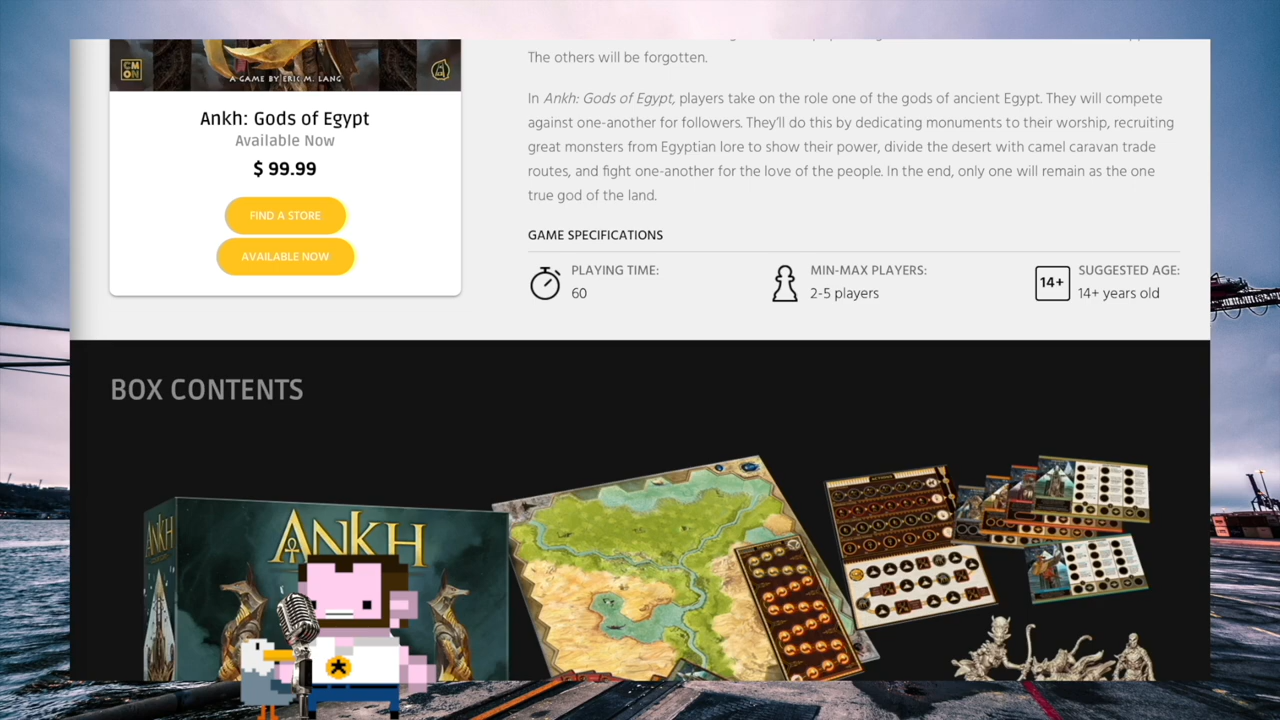 CM
ON
A GAME BY ERIC M. LANG
Ankh: Gods of Egypt
Available Now
$ 99.99
FIND A STORE
AVAILABLE NOW
The others will be forgotten.
In Ankh: Gods of Egypt, players take on the role one of the gods of ancient Egypt. They will compete
against one-another for followers. They'll do this by dedicating monuments to their worship, recruiting
great monsters from Egyptian lore to show their power, divide the desert with camel caravan trade
routes, and fight one-another for the love of the people. In the end, only one will remain as the one
true god of the land.
GAME SPECIFICATIONS
PLAYING TIME:
60
MIN-MAX PLAYERS:
2-5 players
14+
SUGGESTED AGE:
14+ years old
BOX CONTENTS
ANKH
ANKH